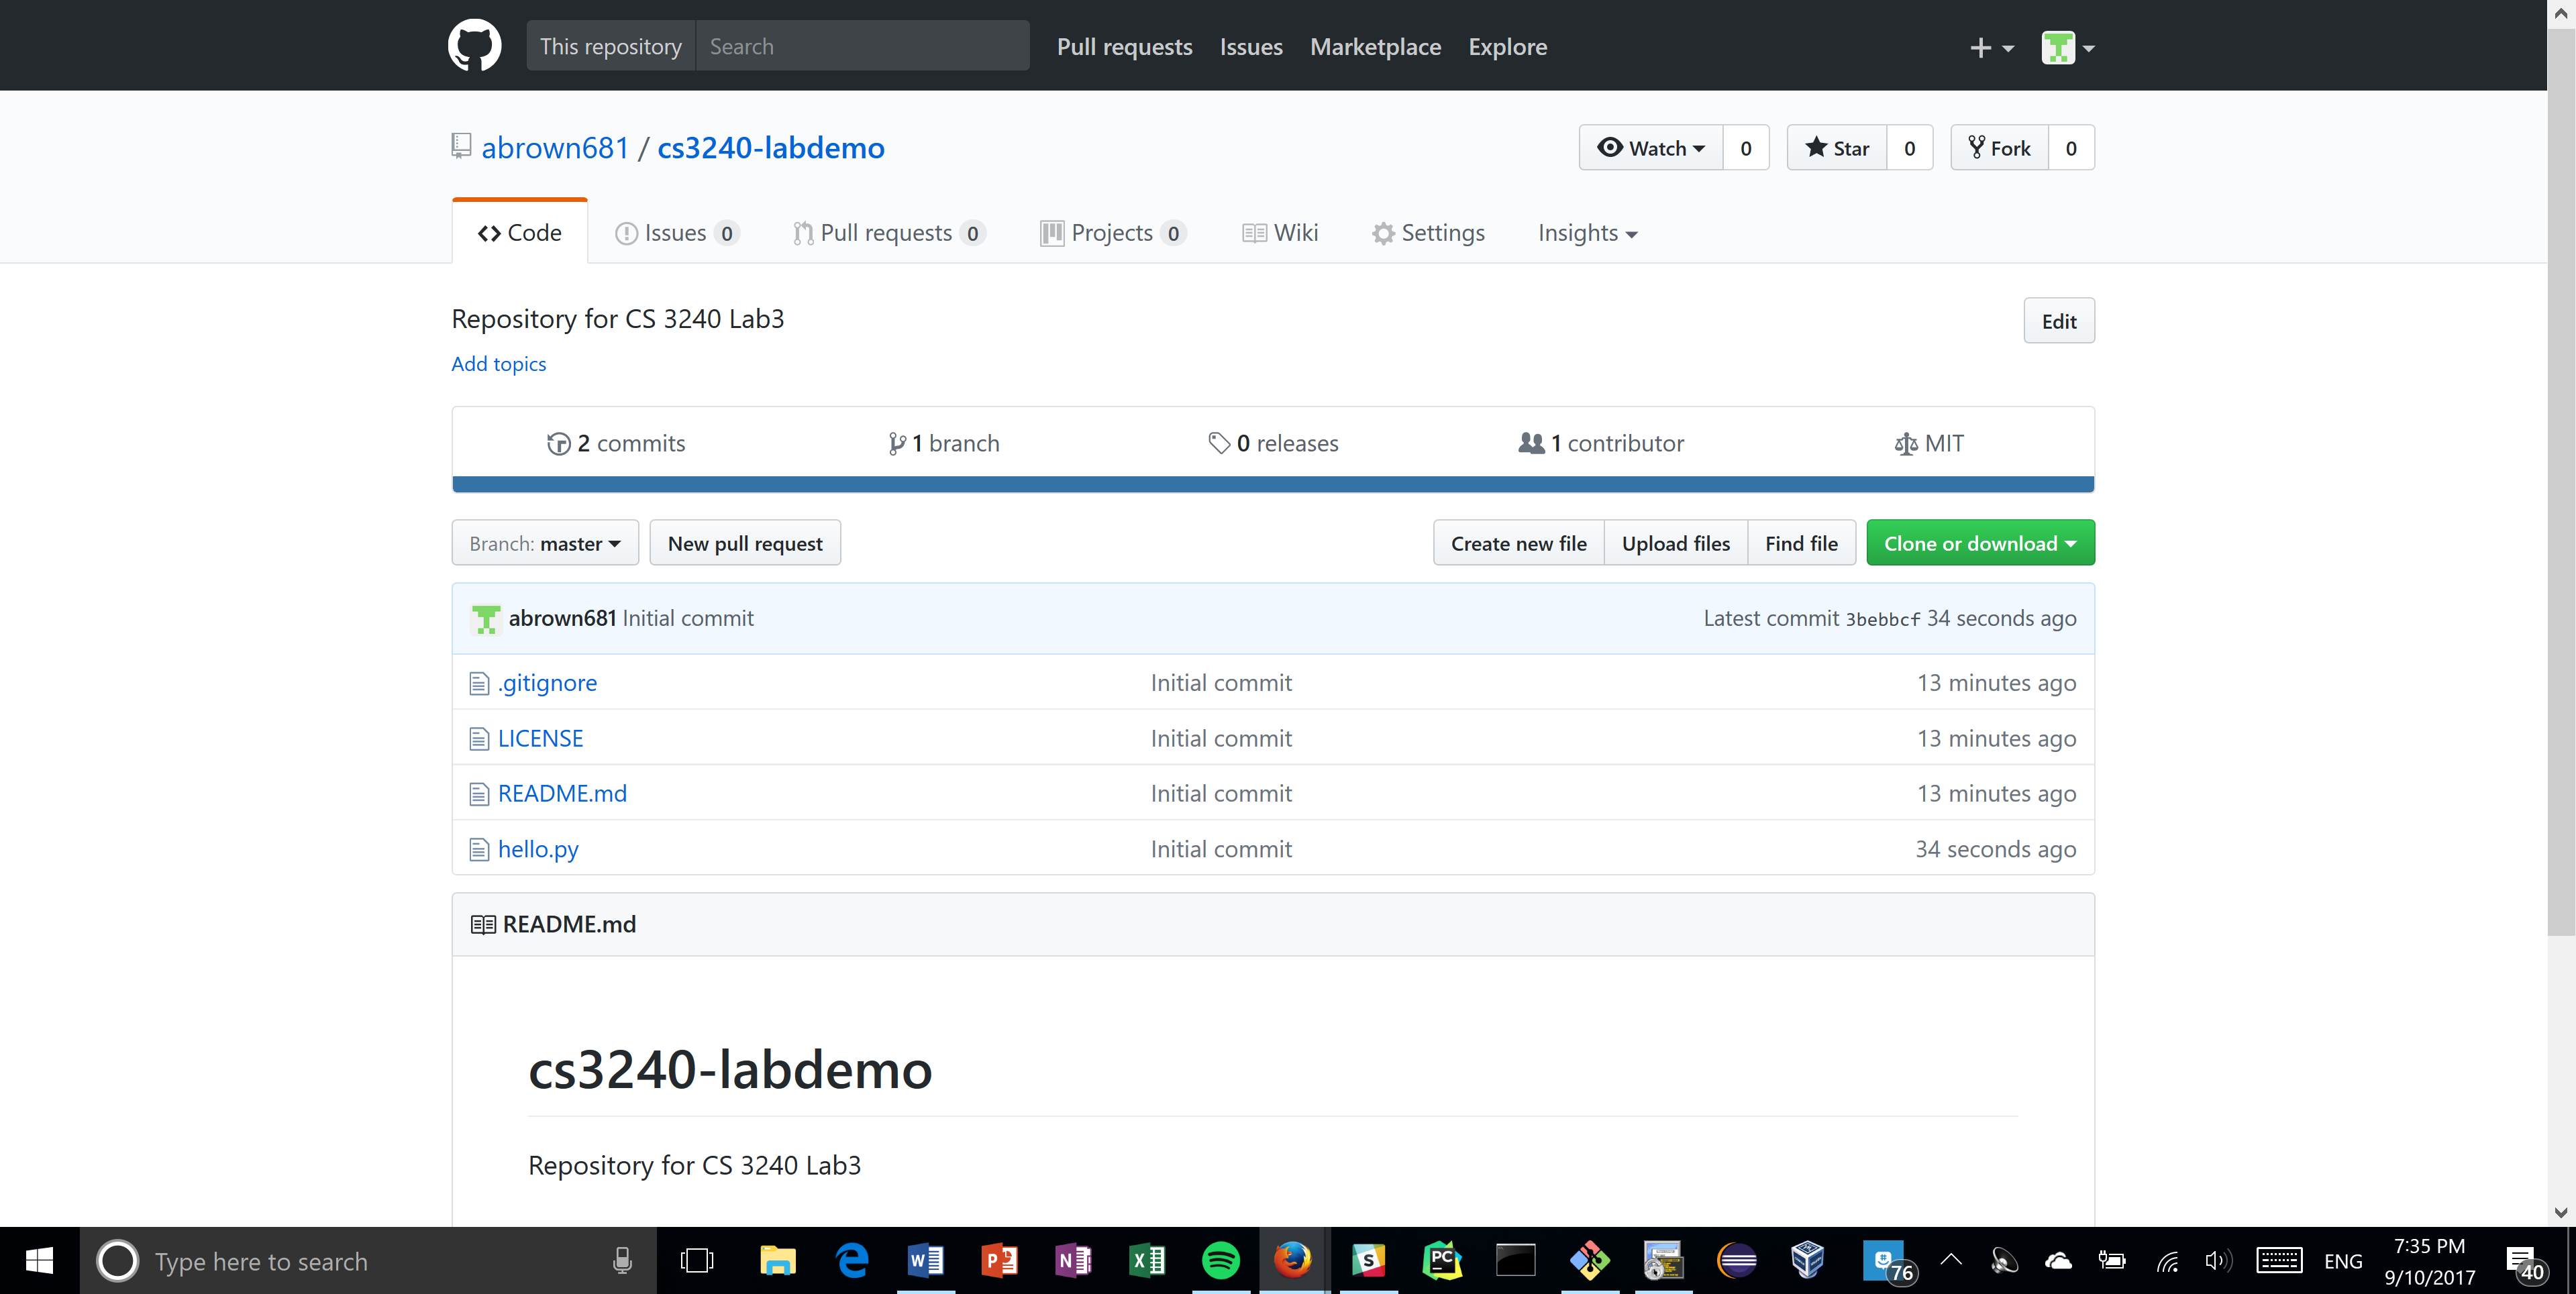 This repository Search Pull requests Issues Marketplace Explore
abrown681 / cs3240-labdemo Watch 0 Star 0 Fork 0
Code Issues 0 Pull requests 0 Projects 0 Wiki Settings Insights
Repository for CS 3240 Lab3 Edit
Add topics
2 commits 1 branch 0 releases 1 contributor MIT
Branch: master New pull request Create new file Upload files Find file Clone or download
abrown681 Initial commit Latest commit 3bebbcf 34 seconds ago
.gitignore Initial commit 13 minutes ago
LICENSE Initial commit 13 minutes ago
README.md Initial commit 13 minutes ago
hello.py Initial commit 34 seconds ago
README.md
cs3240-labdemo
Repository for CS 3240 Lab3
Type here to search 76 ENG 7:35 PM 40
9/10/2017